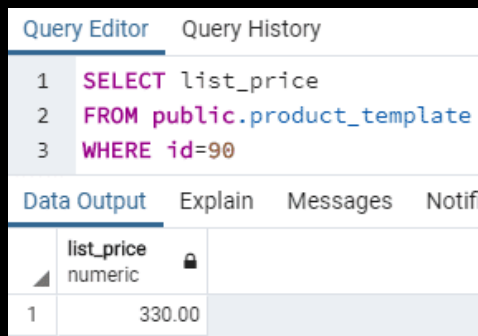 Query Editor Query History
1 SELECT list_price
2 FROM public.product_template
3 WHERE id=90
Data Output Explain Messages Notifi
list_price
numeric
1 330.00